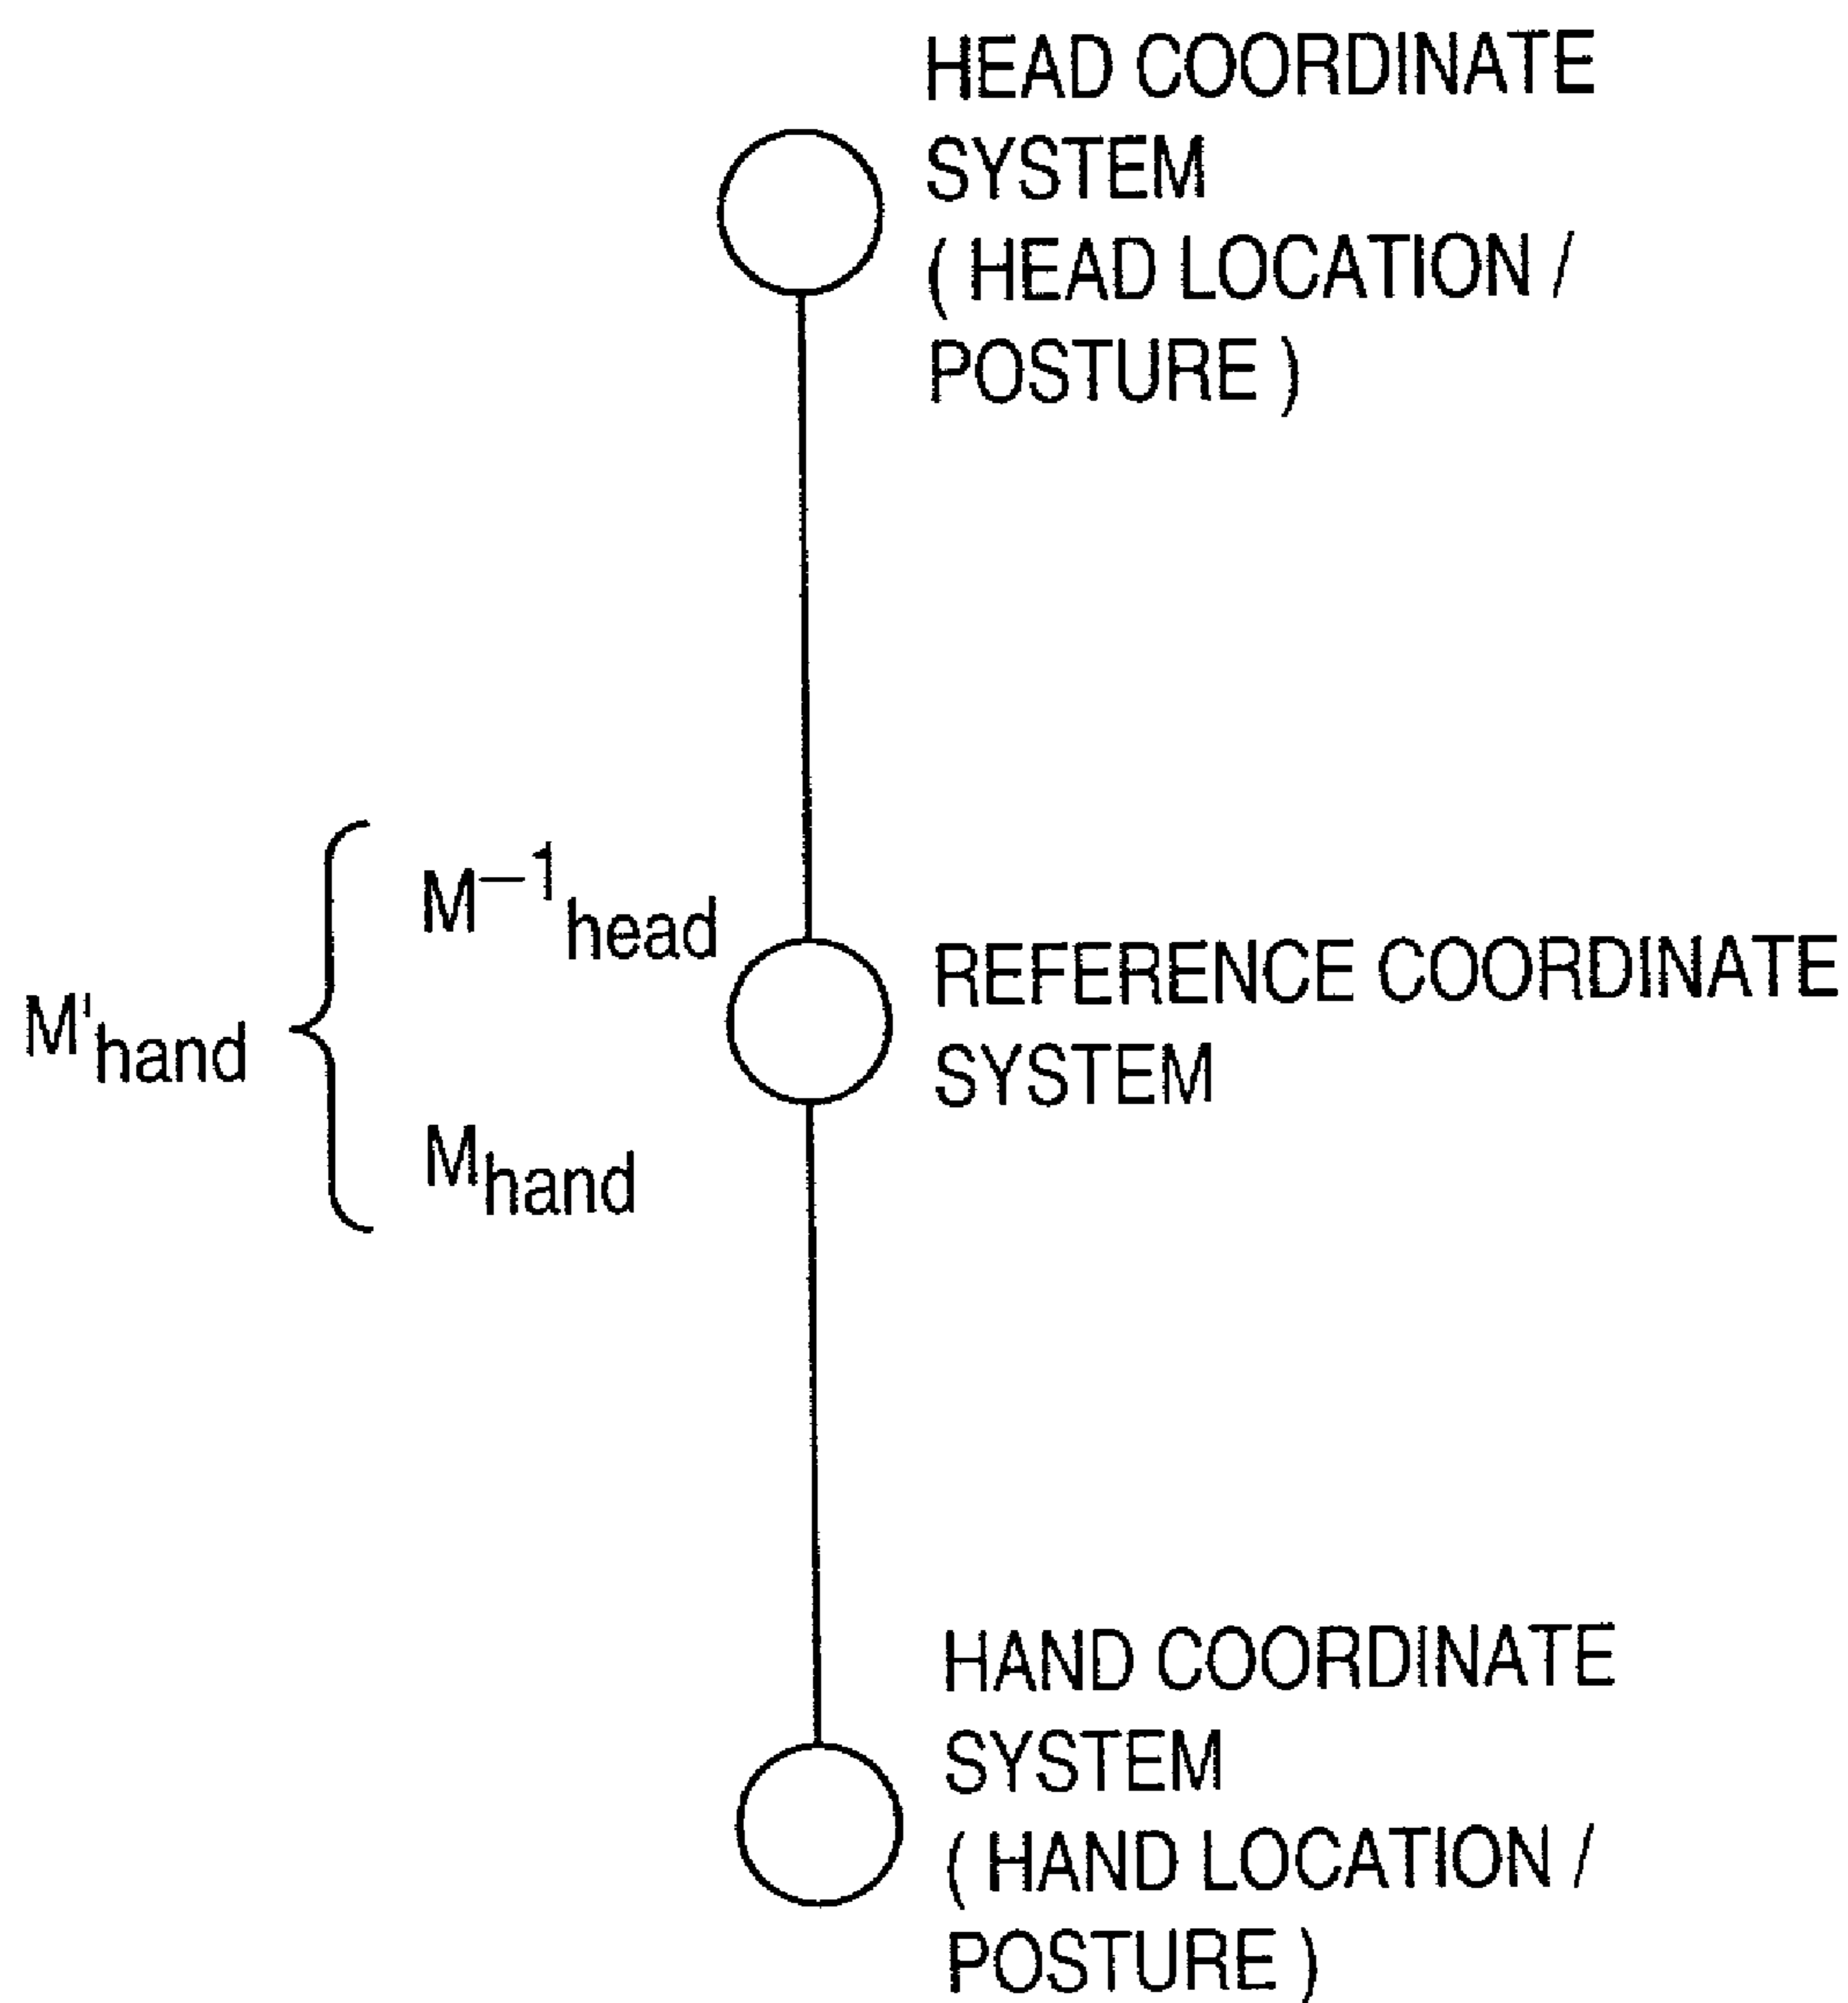 HEAD COORDINATE
SYSTEM
( HEAD LOCATION /
POSTURE )
M⁻¹head
M'hand
REFERENCE COORDINATE
SYSTEM
Mhand
HAND COORDINATE
SYSTEM
( HAND LOCATION /
POSTURE )